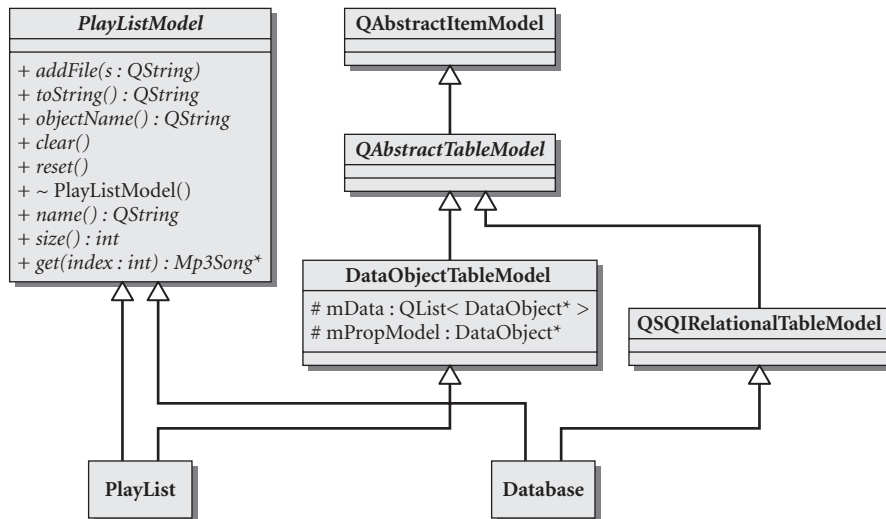 PlayListModel
+ addFile(s : QString)
+ toString() : QString
+ objectName() : QString
+ clear()
+ reset()
+ ~ PlayListModel()
+ name() : QString
+ size() : int
+ get(index : int) : Mp3Song*
QAbstractItemModel
QAbstractTableModel
DataObjectTableModel
# mData : QList< DataObject* >
# mPropModel : DataObject*
QSQlRelationalTableModel
PlayList
Database